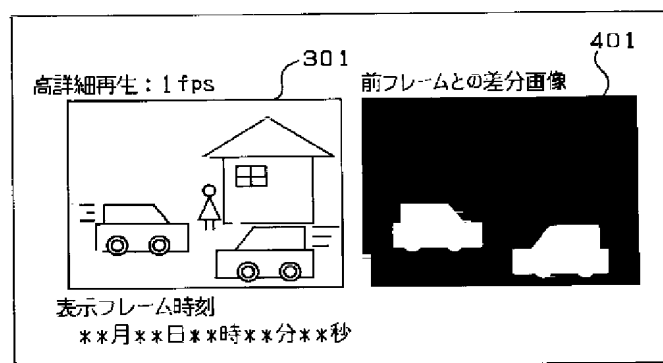 301
401
高詳細再生：1fps
前フレームとの差分画像
表示フレーム時刻
**月**日**時**分**秒